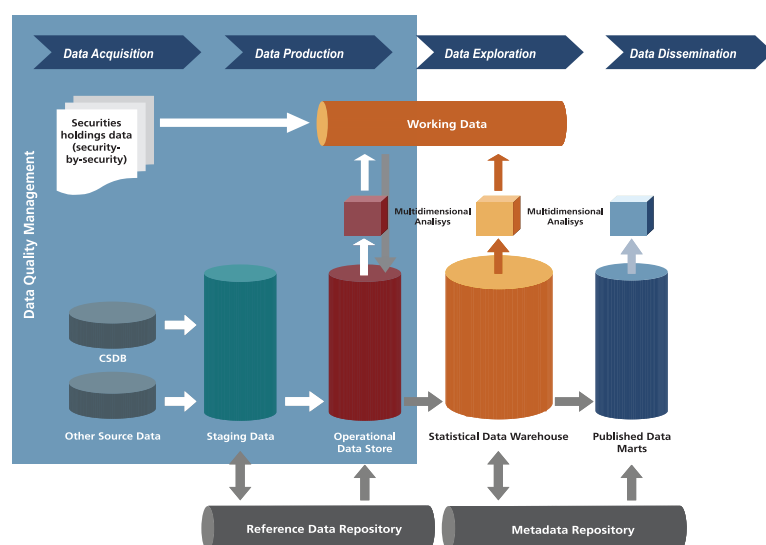 Data Acquisition
Data Production
Data Exploration
Data Dissemination
Data Quality Management
Securities
holdings data
(security-
by-security)
Working Data
Multidimensional
Analisys
Multidimensional
Analisys
CSDB
Other Source Data
Staging Data
Operational
Data Store
Statistical Data Warehouse
Published Data
Marts
Reference Data Repository
Metadata Repository